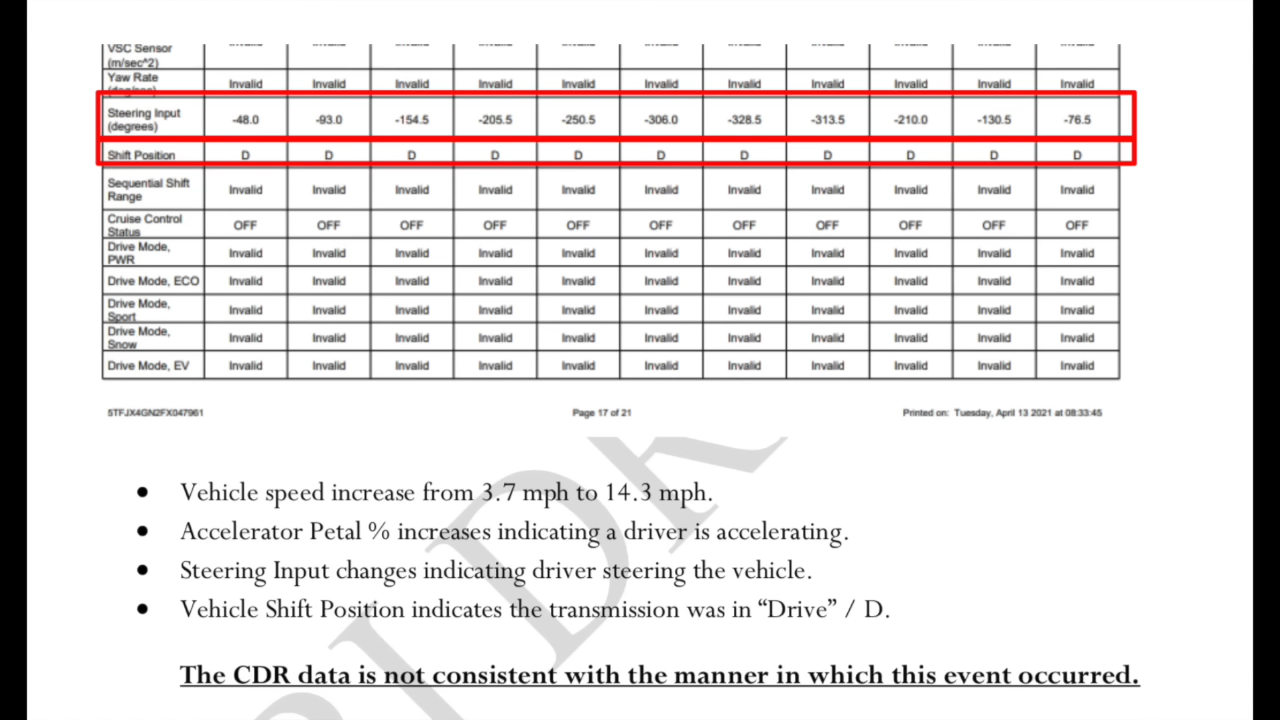 VSC Sensor
(m/sec^2)
Yaw Rate Invalid Invalid Invalid Invalid Invalid Invalid Invalid Invalid Invalid Invalid Invalid
Steering Input
(degrees) -48.0 -93.0 -154.5 -205.5 -250.5 -306.0 -328.5 -313.5 -210.0 -130.5 -76.5
Shift Position D D D D D D D D D D D
Sequential Shift
Range Invalid Invalid Invalid Invalid Invalid Invalid Invalid Invalid Invalid Invalid Invalid
Cruise Control
Status OFF OFF OFF OFF OFF OFF OFF OFF OFF OFF OFF
Drive Mode,
PWR Invalid Invalid Invalid Invalid Invalid Invalid Invalid Invalid Invalid Invalid Invalid
Drive Mode, ECO Invalid Invalid Invalid Invalid Invalid Invalid Invalid Invalid Invalid Invalid Invalid
Drive Mode,
Sport Invalid Invalid Invalid Invalid Invalid Invalid Invalid Invalid Invalid Invalid Invalid
Drive Mode,
Snow Invalid Invalid Invalid Invalid Invalid Invalid Invalid Invalid Invalid Invalid Invalid
Drive Mode, EV Invalid Invalid Invalid Invalid Invalid Invalid Invalid Invalid Invalid Invalid Invalid
5TFJX4GN2FX047961 Page 17 of 21 Printed on: Tuesday, April 13 2021 at 08:33:45
• Vehicle speed increase from 3.7 mph to 14.3 mph.
• Accelerator Petal % increases indicating a driver is accelerating.
• Steering Input changes indicating driver steering the vehicle.
• Vehicle Shift Position indicates the transmission was in “Drive” / D.
The CDR data is not consistent with the manner in which this event occurred.